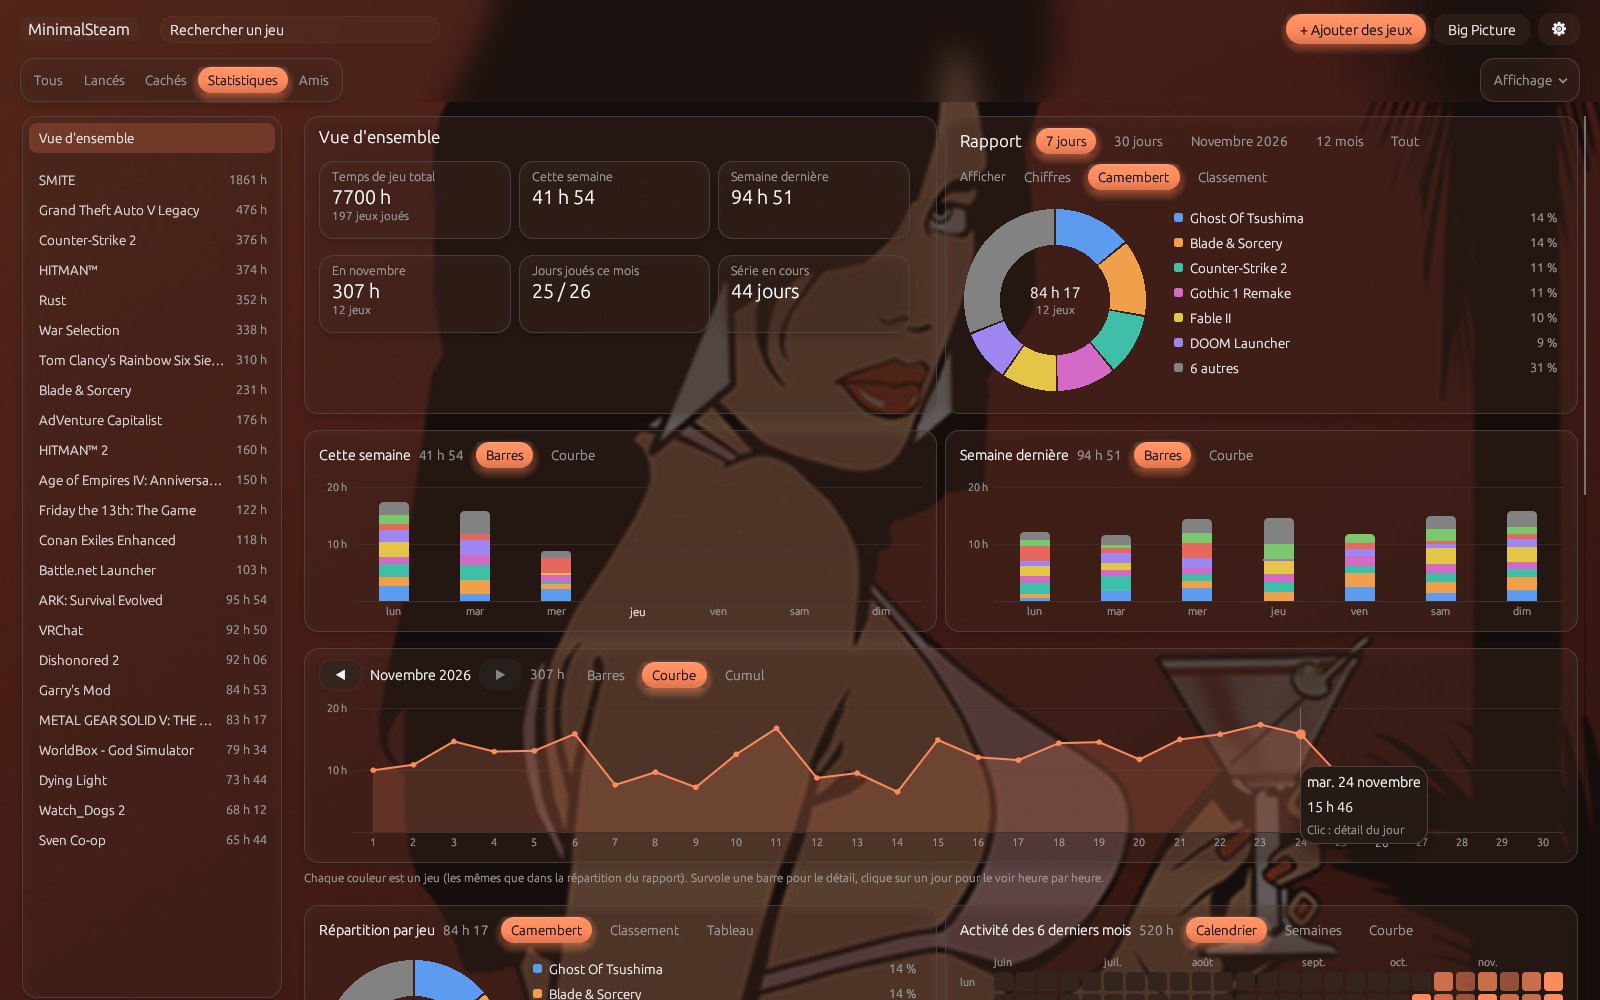 MinimalSteam
Rechercher un jeu
+ Ajouter des jeux
Big Picture
Tous
Lancés
Cachés
Statistiques
Amis
Affichage
Vue d'ensemble
SMITE 1861 h
Grand Theft Auto V Legacy 476 h
Counter-Strike 2 376 h
HITMAN™ 374 h
Rust 352 h
War Selection 338 h
Tom Clancy's Rainbow Six Sie... 310 h
Blade & Sorcery 231 h
AdVenture Capitalist 176 h
HITMAN™ 2 160 h
Age of Empires IV: Anniversa... 150 h
Friday the 13th: The Game 122 h
Conan Exiles Enhanced 118 h
Battle.net Launcher 103 h
ARK: Survival Evolved 95 h 54
VRChat 92 h 50
Dishonored 2 92 h 06
Garry's Mod 84 h 53
METAL GEAR SOLID V: THE ... 83 h 17
WorldBox - God Simulator 79 h 34
Dying Light 73 h 44
Watch_Dogs 2 68 h 12
Sven Co-op 65 h 44
Vue d'ensemble
Temps de jeu total
7700 h
197 jeux joués
Cette semaine
41 h 54
Semaine dernière
94 h 51
En novembre
307 h
12 jeux
Jours joués ce mois
25 / 26
Série en cours
44 jours
Rapport 7 jours 30 jours Novembre 2026 12 mois Tout
Afficher Chiffres Camembert Classement
84 h 17
12 jeux
Ghost Of Tsushima 14 %
Blade & Sorcery 14 %
Counter-Strike 2 11 %
Gothic 1 Remake 11 %
Fable II 10 %
DOOM Launcher 9 %
6 autres 31 %
Cette semaine 41 h 54 Barres Courbe
20 h
10 h
lun mar mer jeu ven sam dim
Semaine dernière 94 h 51 Barres Courbe
20 h
10 h
lun mar mer jeu ven sam dim
Novembre 2026 307 h Barres Courbe Cumul
20 h
10 h
mar. 24 novembre
15 h 46
Clic : détail du jour
1 2 3 4 5 6 7 8 9 10 11 12 13 14 15 16 17 18 19 20 21 22 23 24 25 26 27 28 29 30
Chaque couleur est un jeu (les mêmes que dans la répartition du rapport). Survole une barre pour le détail, clique sur un jour pour le voir heure par heure.
Répartition par jeu 84 h 17 Camembert Classement Tableau
Ghost Of Tsushima 14 %
Blade & Sorcery 14 %
Activité des 6 derniers mois 520 h Calendrier Semaines Courbe
juin juil. août sept. oct. nov.
lun